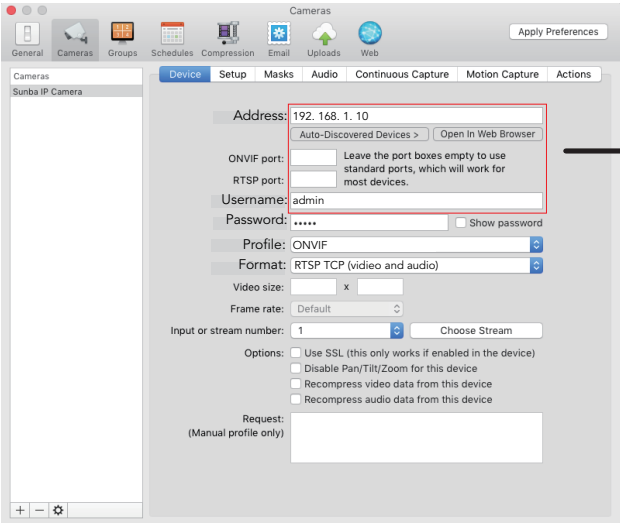 Cameras
General Cameras Groups Schedules Compression Email Uploads Web Apply Preferences
Cameras
Sunba IP Camera
Device Setup Masks Audio Continuous Capture Motion Capture Actions
Address: 192. 168. 1. 10
Auto-Discovered Devices > Open In Web Browser
ONVIF port: Leave the port boxes empty to use
standard ports, which will work for
RTSP port: most devices.
Username: admin
Password: ••••• Show password
Profile: ONVIF
Format: RTSP TCP (video and audio)
Video size: x
Frame rate: Default
Input or stream number: 1 Choose Stream
Options: Use SSL (this only works if enabled in the device)
Disable Pan/Tilt/Zoom for this device
Recompress video data from this device
Recompress audio data from this device
Request:
(Manual profile only)